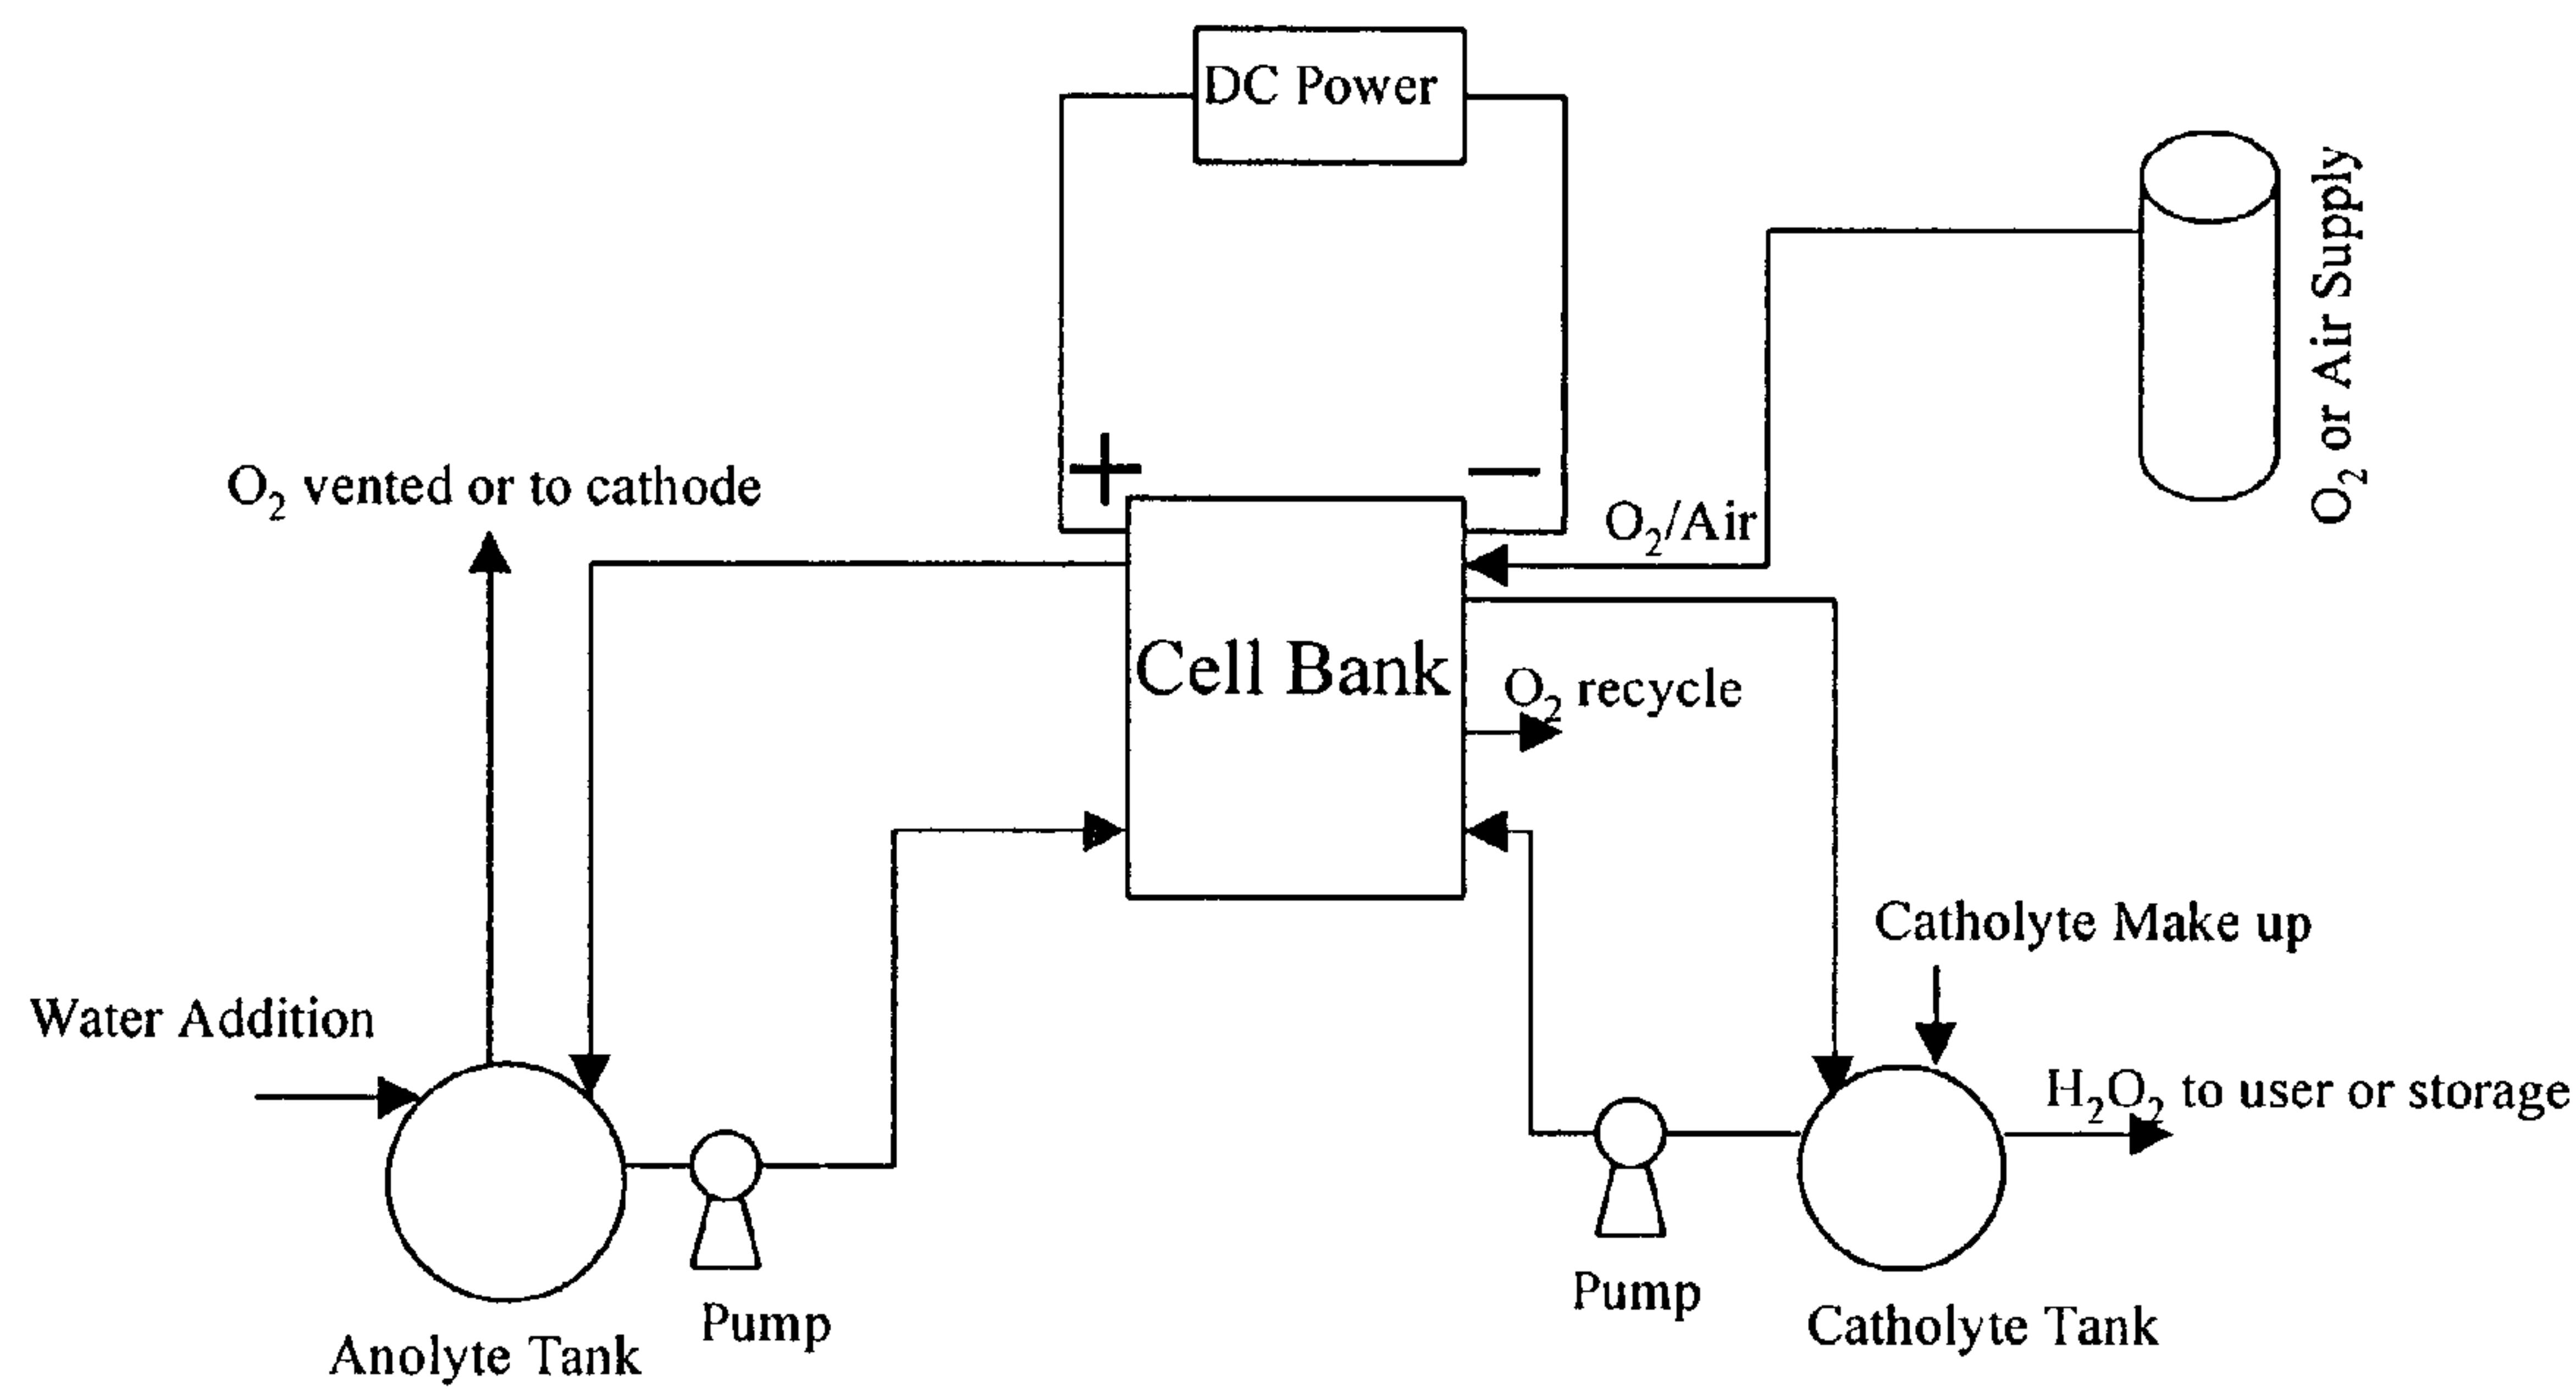 DC Power
O₂ or Air Supply
+
—
O₂ vented or to cathode
O₂/Air
Cell Bank
O₂ recycle
Catholyte Make up
Water Addition
H₂O₂ to user or storage
Pump
Pump
Catholyte Tank
Anolyte Tank